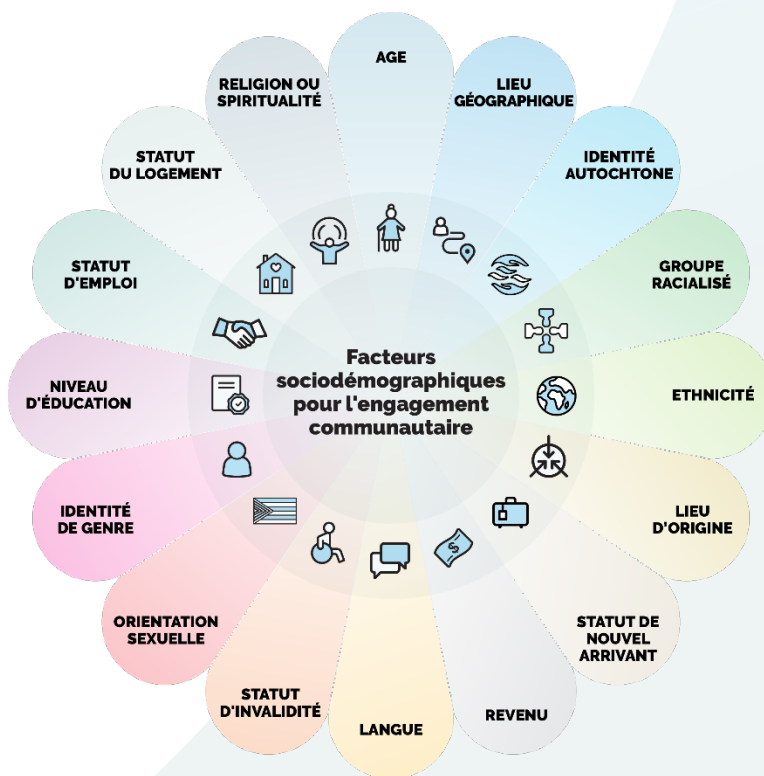 AGE
LIEU
GÉOGRAPHIQUE
IDENTITÉ
AUTOCHTONE
GROUPE
RACIALISÉ
ETHNICITÉ
LIEU
D'ORIGINE
STATUT DE
NOUVEL
ARRIVANT
REVENU
LANGUE
STATUT
D'INVALIDITÉ
ORIENTATION
SEXUELLE
IDENTITÉ
DE GENRE
NIVEAU
D'ÉDUCATION
STATUT
D'EMPLOI
STATUT
DU LOGEMENT
RELIGION OU
SPIRITUALITÉ
Facteurs
sociodémographiques
pour l'engagement
communautaire
$